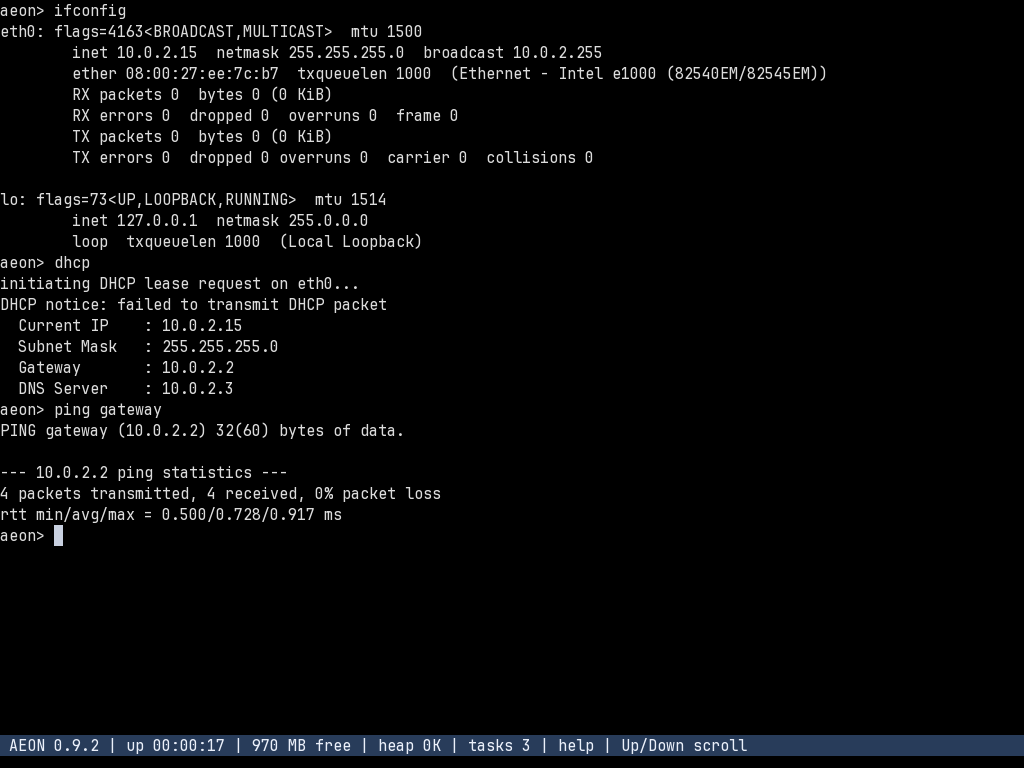 aeon> ifconfig
eth0: flags=4163<BROADCAST,MULTICAST>  mtu 1500
        inet 10.0.2.15  netmask 255.255.255.0  broadcast 10.0.2.255
        ether 08:00:27:ee:7c:b7  txqueuelen 1000  (Ethernet - Intel e1000 (82540EM/82545EM))
        RX packets 0  bytes 0 (0 KiB)
        RX errors 0  dropped 0  overruns 0  frame 0
        TX packets 0  bytes 0 (0 KiB)
        TX errors 0  dropped 0 overruns 0  carrier 0  collisions 0

lo: flags=73<UP,LOOPBACK,RUNNING>  mtu 1514
        inet 127.0.0.1  netmask 255.0.0.0
        loop  txqueuelen 1000  (Local Loopback)
aeon> dhcp
initiating DHCP lease request on eth0...
DHCP notice: failed to transmit DHCP packet
  Current IP    : 10.0.2.15
  Subnet Mask   : 255.255.255.0
  Gateway       : 10.0.2.2
  DNS Server    : 10.0.2.3
aeon> ping gateway
PING gateway (10.0.2.2) 32(60) bytes of data.

--- 10.0.2.2 ping statistics ---
4 packets transmitted, 4 received, 0% packet loss
rtt min/avg/max = 0.500/0.728/0.917 ms
aeon>
AEON 0.9.2 | up 00:00:17 | 970 MB free | heap OK | tasks 3 | help | Up/Down scroll